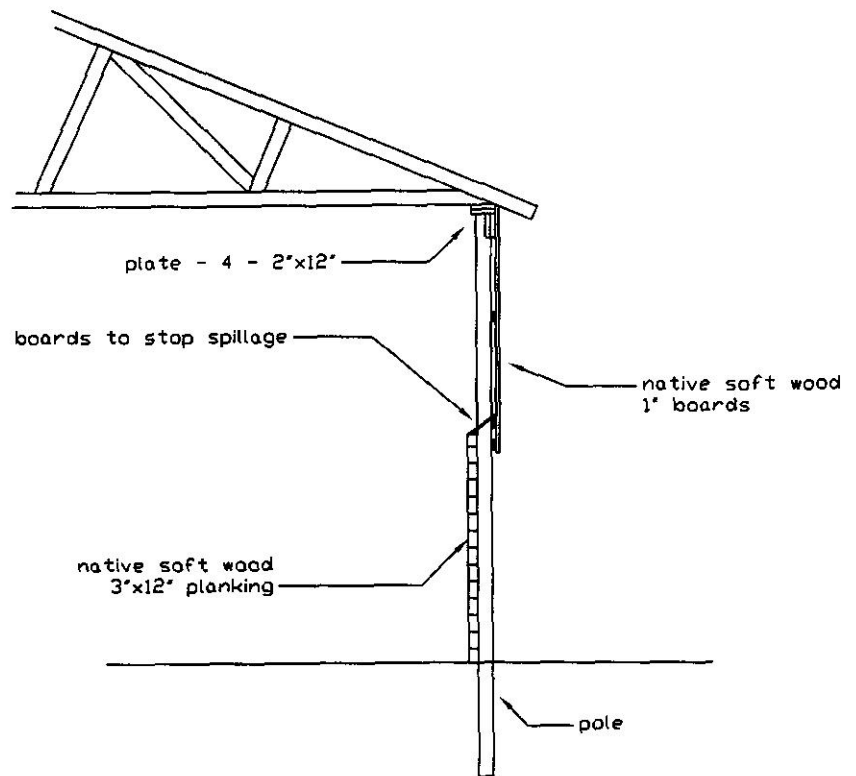 plate - 4 - 2"x12"
boards to stop spillage
native soft wood
1" boards
native soft wood
3"x12" planking
pole